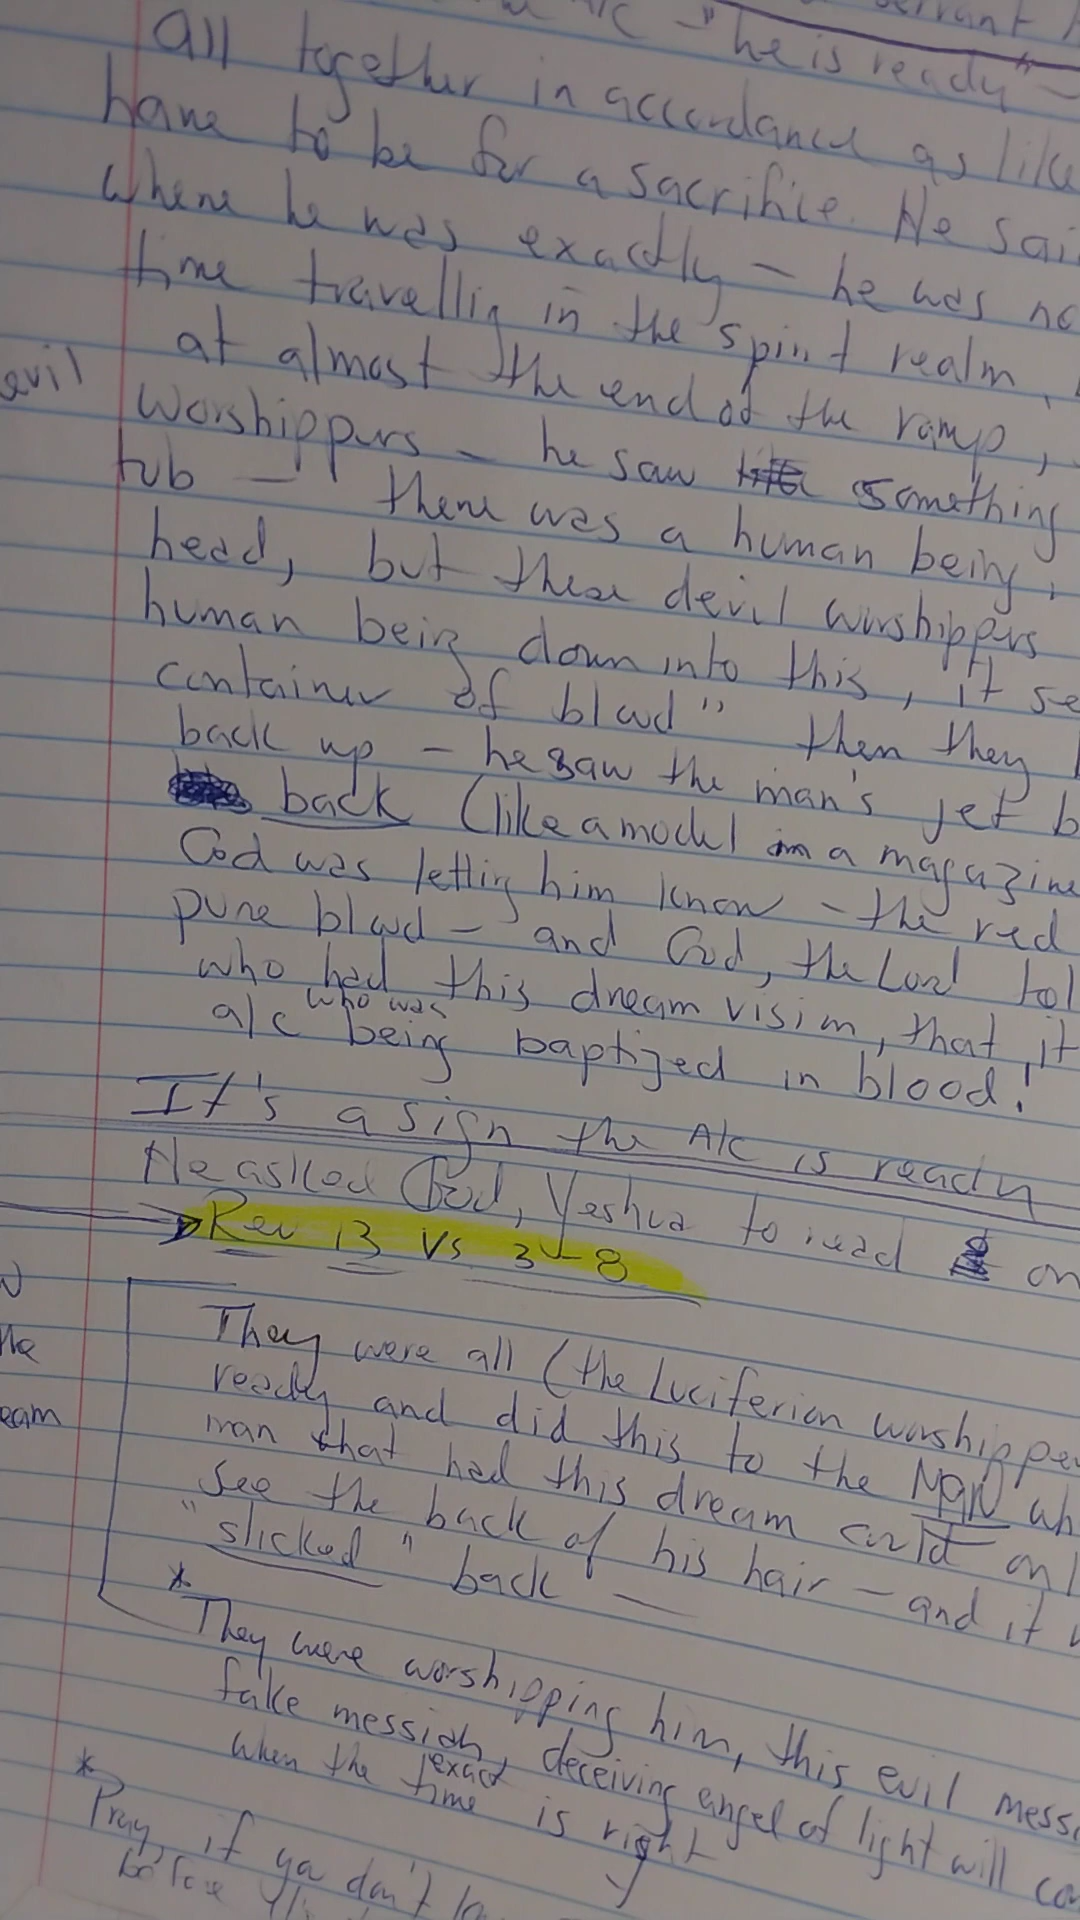 servant
A/C - "he is ready" -
All together in accordance as like
have to be for a sacrifice. He sai
where he was exactly - he was no
time travellig in the spirit realm,
at almost the end of the ramp,
evil worshippers - he saw something
tub - "there was a human being,
head, but these devil worshippers
human being down into this, it se
container of blood" then they
back up - he saw the man's jet b
back (like a model in a magazine
God was lettig him know - the red
pure blood - and God, the Lord tol
who had this dream vision, that it
a/c who was being baptized in blood!
It's a sign the A/C is ready
He asked God, Yeshua to read on
Rev 13 vs 3-8
They were all (the Luciferian worshippe
the
ready and did this to the MAN wh
eam
man that had this dream could onl
see the back of his hair - and it w
"slicked" back -
* They were worshipping him, this evil mess
fake messiah, deceiving angel of light will co
when the exact time is right
* Pray, if ya don't
before